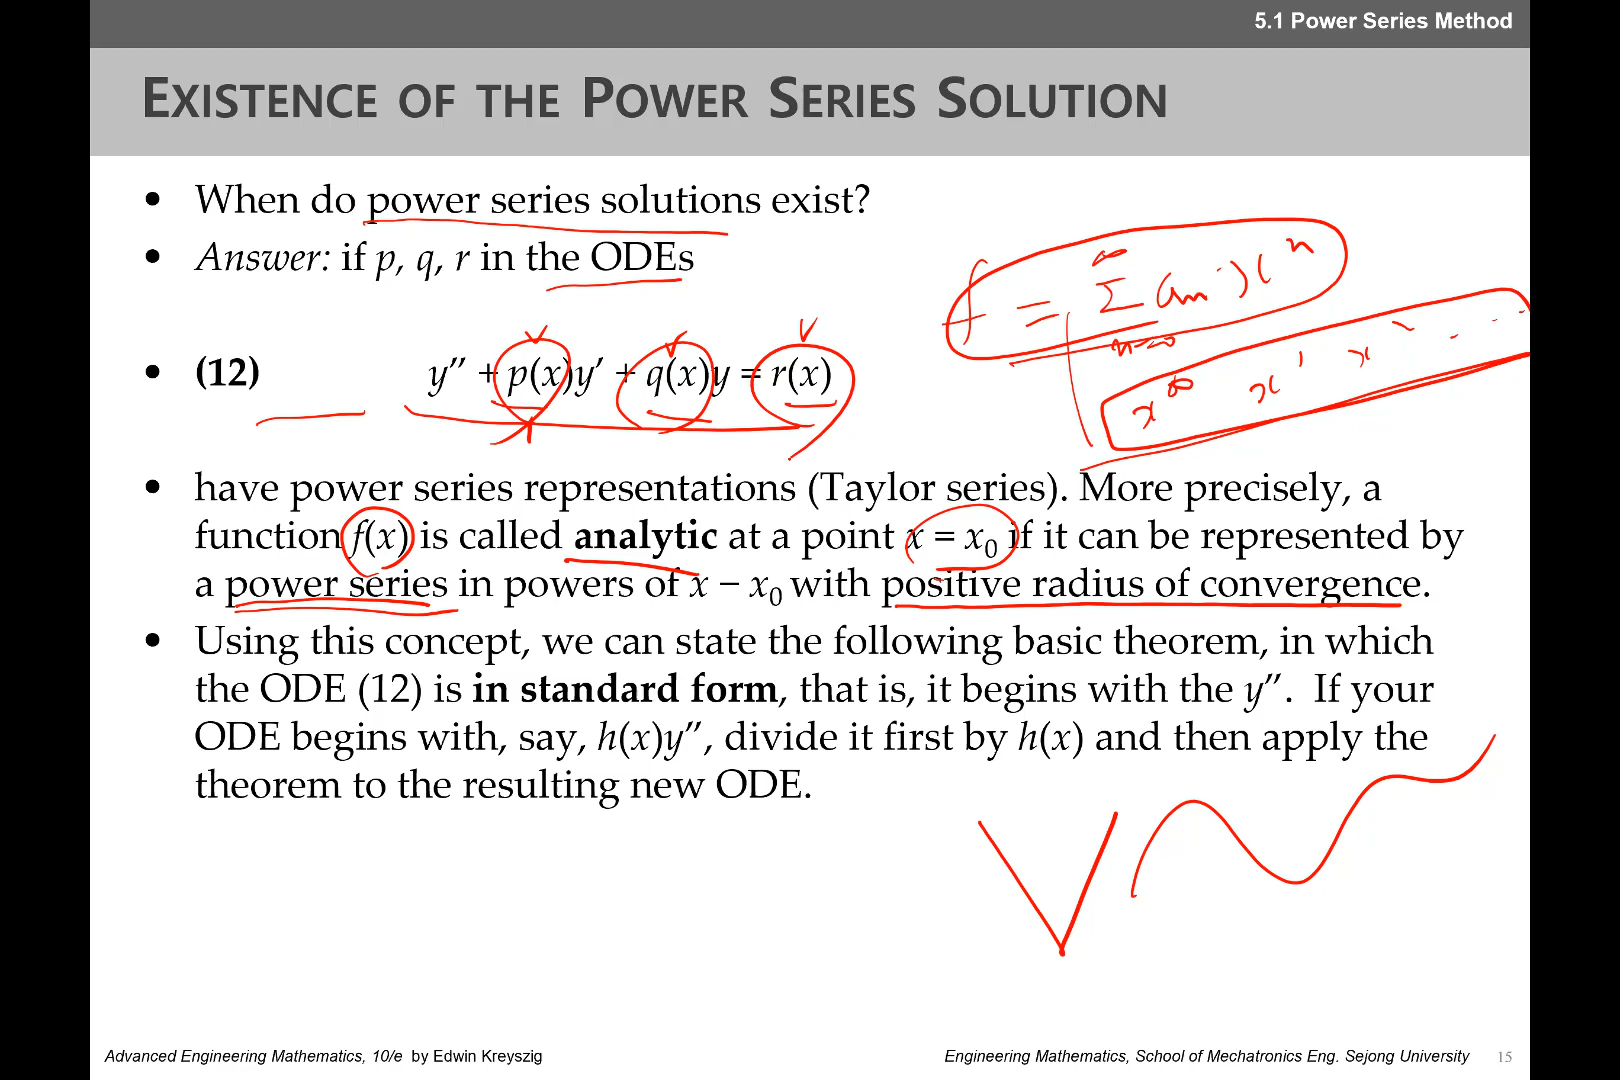 5.1 Power Series Method
EXISTENCE OF THE POWER SERIES SOLUTION
• When do power series solutions exist?
• Answer: if p, q, r in the ODEs
f = ∞ Σ n=0 am x^n
• (12) y″ + p(x)y′ + q(x)y = r(x)
• have power series representations (Taylor series). More precisely, a
function f(x) is called analytic at a point x = x₀ if it can be represented by
a power series in powers of x − x₀ with positive radius of convergence.
• Using this concept, we can state the following basic theorem, in which
the ODE (12) is in standard form, that is, it begins with the y″. If your
ODE begins with, say, h(x)y″, divide it first by h(x) and then apply the
theorem to the resulting new ODE.
Advanced Engineering Mathematics, 10/e by Edwin Kreyszig
Engineering Mathematics, School of Mechatronics Eng. Sejong University 15